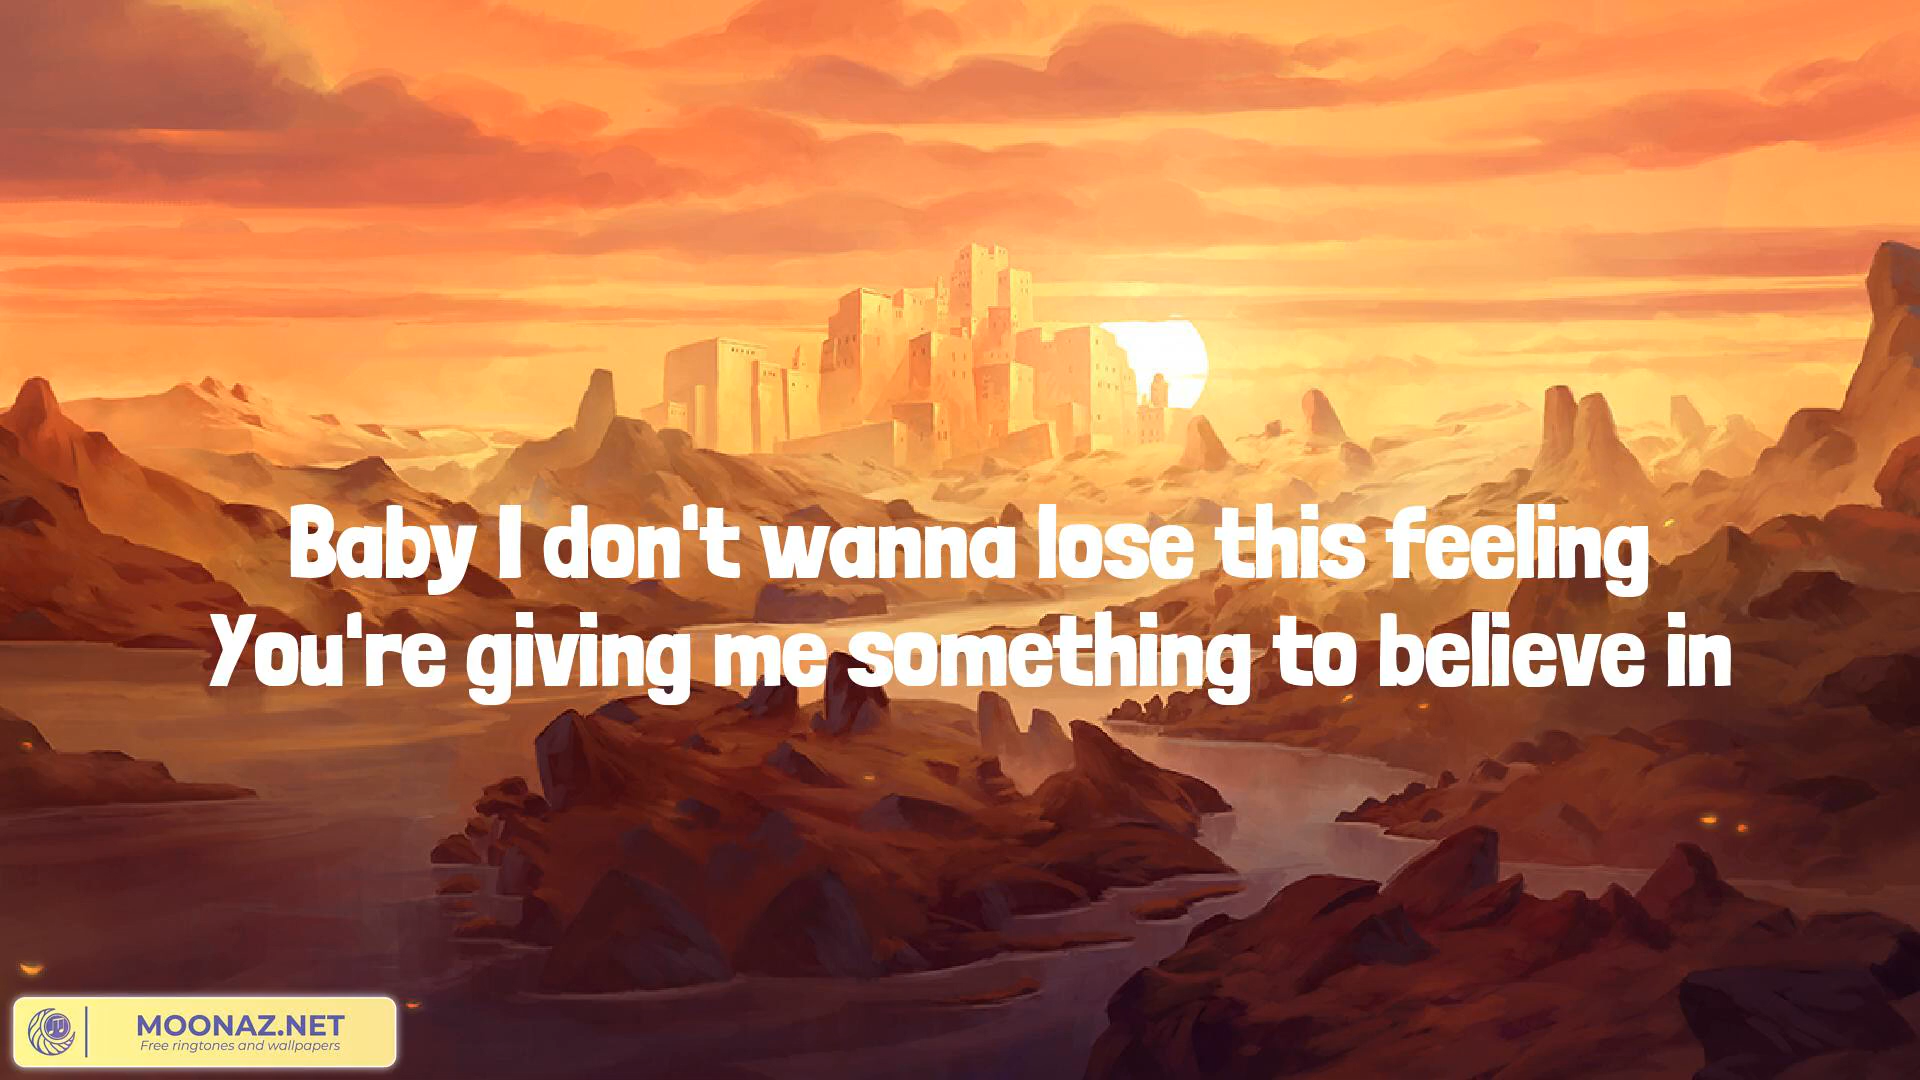 Baby I don't wanna lose this feeling
You're giving me something to believe in
MOONAZ.NET
Free ringtones and wallpapers